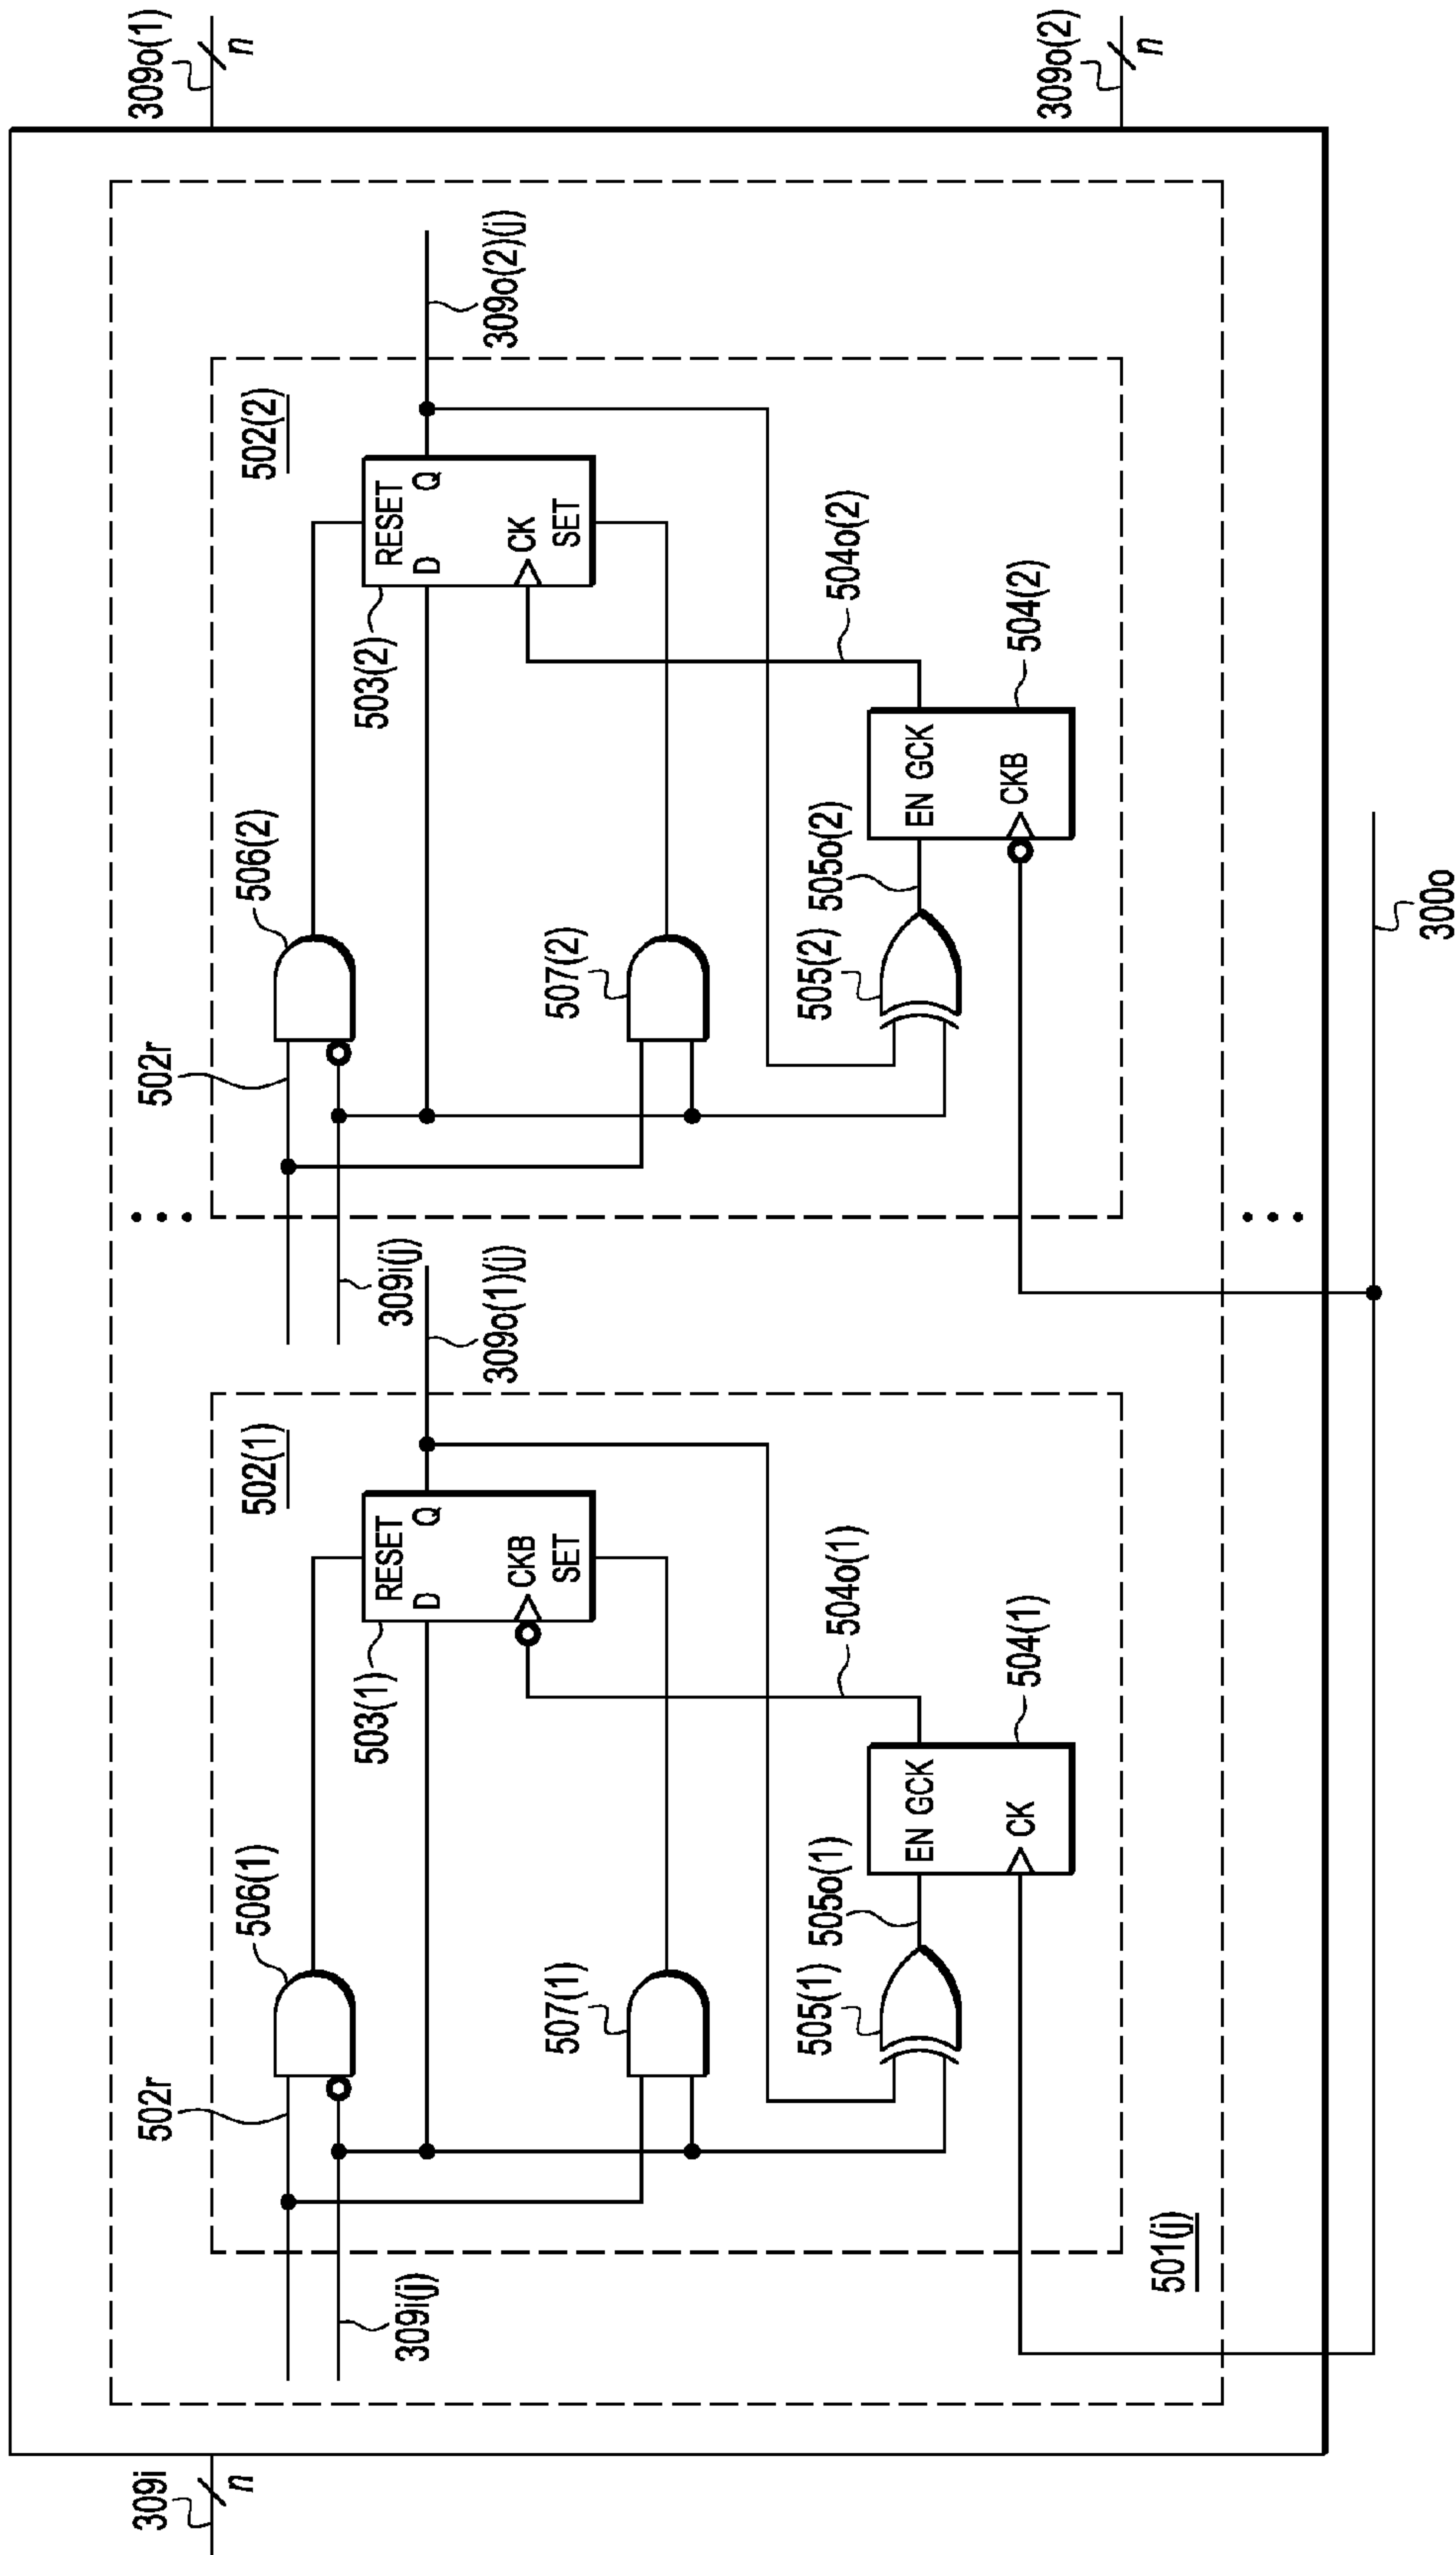 309i
n
309o(1)
n
309o(2)
n
501(j)
300o
502(1)
502r
309i(j)
506(1)
507(1)
505(1)
505o(1)
503(1)
RESET
D
Q
CKB
SET
309o(1)(j)
504o(1)
EN GCK
CK
504(1)
502(2)
502r
309i(j)
506(2)
507(2)
505(2)
505o(2)
503(2)
RESET
D
Q
CK
SET
309o(2)(j)
504o(2)
EN GCK
CKB
504(2)